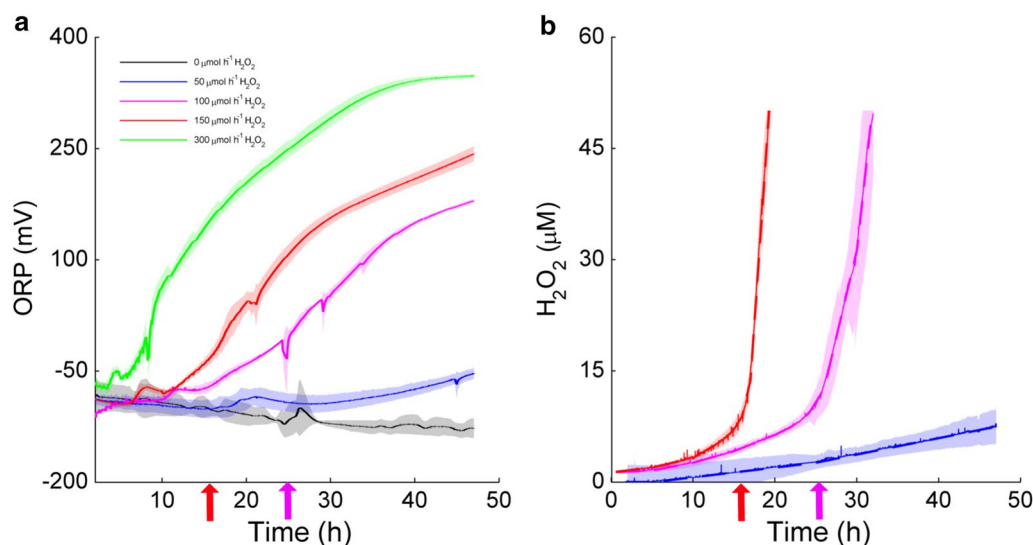 a
400
250
100
-50
-200
ORP (mV)
0 μmol h⁻¹ H₂O₂
50 μmol h⁻¹ H₂O₂
100 μmol h⁻¹ H₂O₂
150 μmol h⁻¹ H₂O₂
300 μmol h⁻¹ H₂O₂
10 20 30 40 50
Time (h)
b
60
45
30
15
0
H₂O₂ (μM)
0 10 20 30 40 50
Time (h)